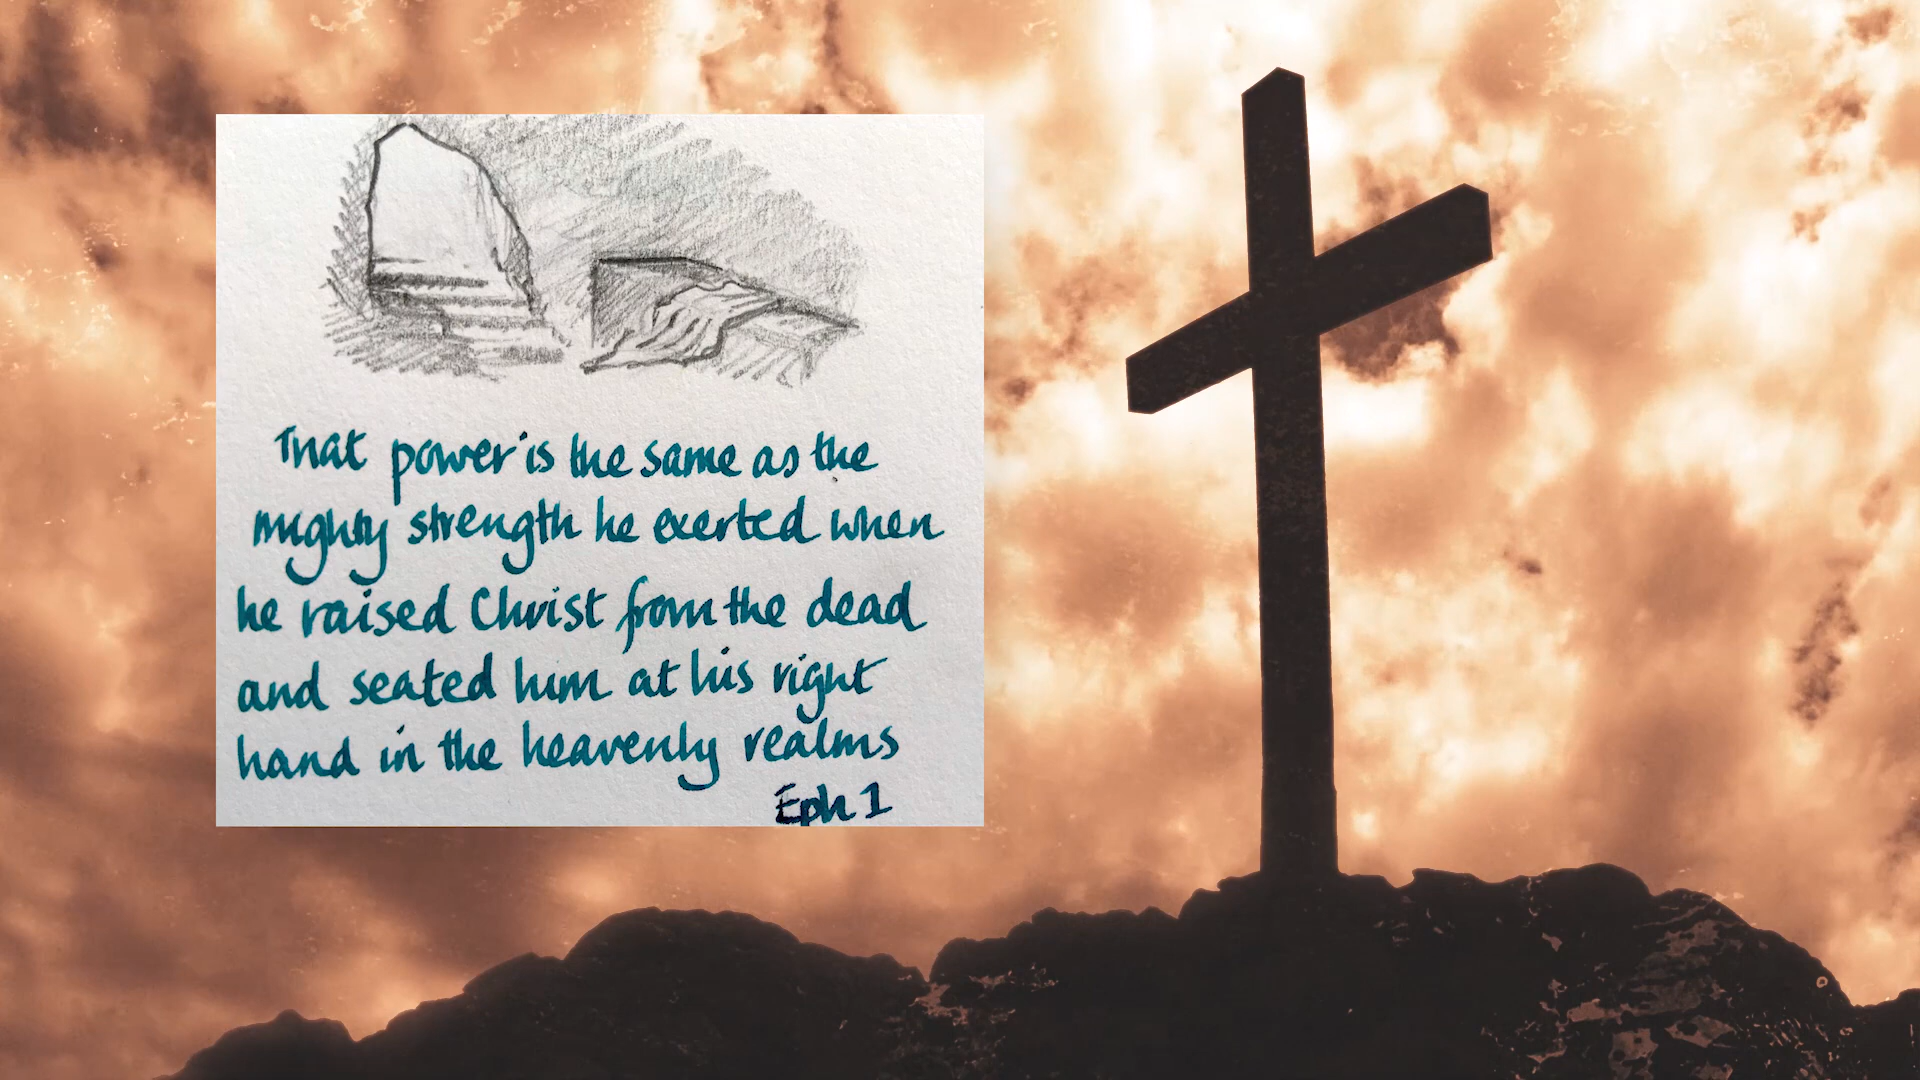 That power is the same as the
mighty strength he exerted when
he raised Christ from the dead
and seated him at his right
hand in the heavenly realms
Eph 1